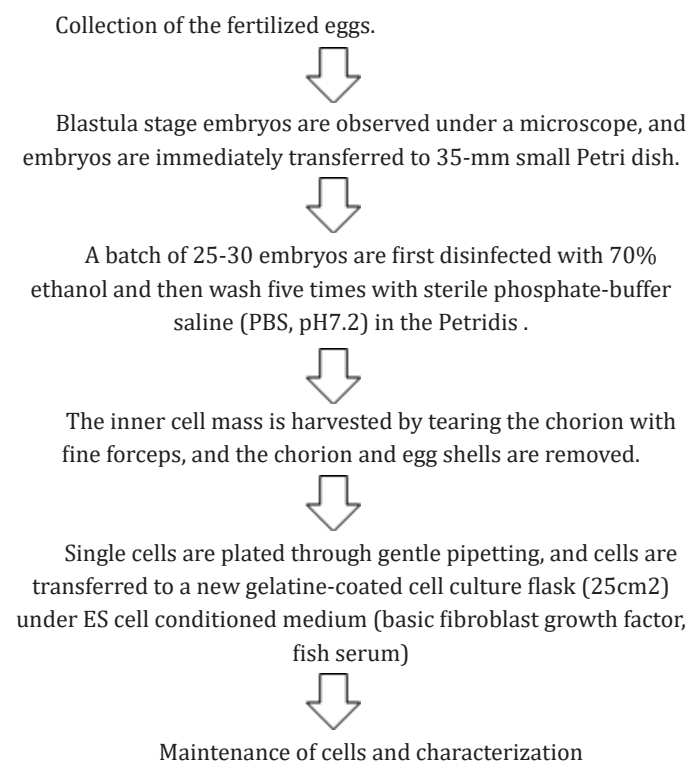 Collection of the fertilized eggs.
Blastula stage embryos are observed under a microscope, and
embryos are immediately transferred to 35-mm small Petri dish.
A batch of 25-30 embryos are first disinfected with 70%
ethanol and then wash five times with sterile phosphate-buffer
saline (PBS, pH7.2) in the Petridis .
The inner cell mass is harvested by tearing the chorion with
fine forceps, and the chorion and egg shells are removed.
Single cells are plated through gentle pipetting, and cells are
transferred to a new gelatine-coated cell culture flask (25cm2)
under ES cell conditioned medium (basic fibroblast growth factor,
fish serum)
Maintenance of cells and characterization